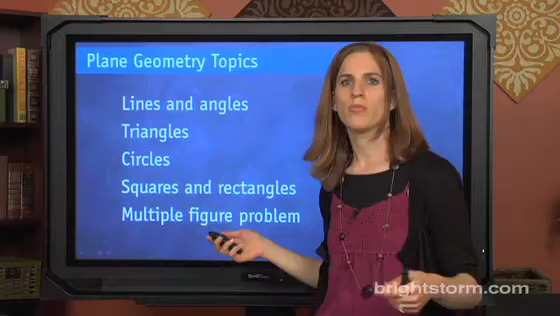 Plane Geometry Topics
Lines and angles
Triangles
Circles
Squares and rectangles
Multiple figure problem
brightstorm.com